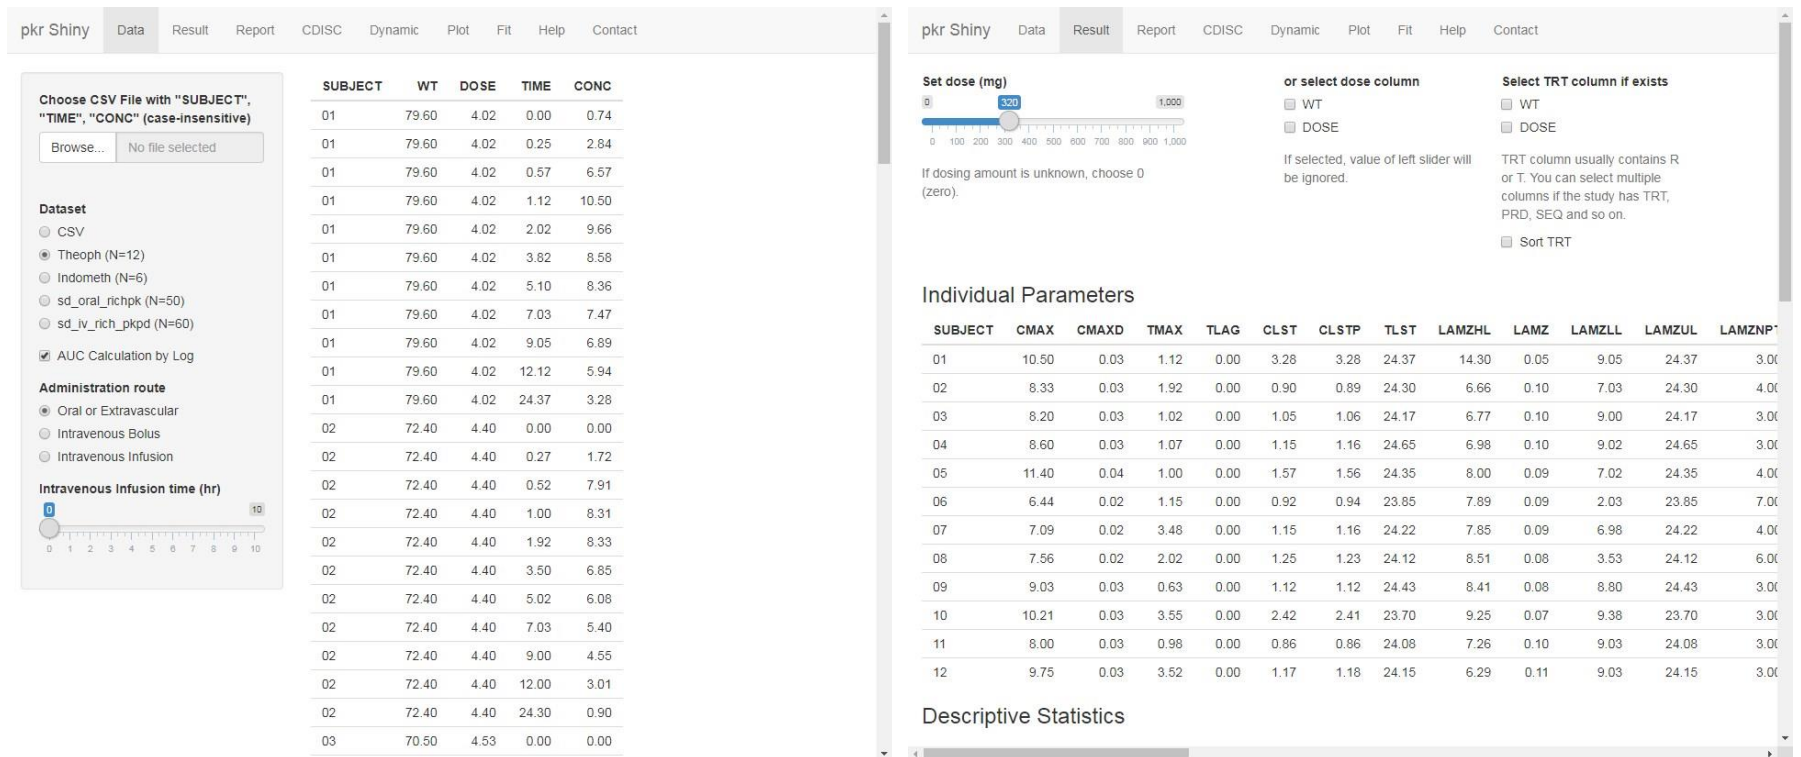 pkr Shiny Data Result Report CDISC Dynamic Plot Fit Help Contact
Choose CSV File with "SUBJECT",
"TIME", "CONC" (case-insensitive)
Browse... No file selected
Dataset
CSV
Theoph (N=12)
Indometh (N=6)
sd_oral_richpk (N=50)
sd_iv_rich_pkpd (N=60)
AUC Calculation by Log
Administration route
Oral or Extravascular
Intravenous Bolus
Intravenous Infusion
Intravenous Infusion time (hr)
0 10
0 1 2 3 4 5 6 7 8 9 10
SUBJECT WT DOSE TIME CONC
01 79.60 4.02 0.00 0.74
01 79.60 4.02 0.25 2.84
01 79.60 4.02 0.57 6.57
01 79.60 4.02 1.12 10.50
01 79.60 4.02 2.02 9.66
01 79.60 4.02 3.82 8.58
01 79.60 4.02 5.10 8.36
01 79.60 4.02 7.03 7.47
01 79.60 4.02 9.05 6.89
01 79.60 4.02 12.12 5.94
01 79.60 4.02 24.37 3.28
02 72.40 4.40 0.00 0.00
02 72.40 4.40 0.27 1.72
02 72.40 4.40 0.52 7.91
02 72.40 4.40 1.00 8.31
02 72.40 4.40 1.92 8.33
02 72.40 4.40 3.50 6.85
02 72.40 4.40 5.02 6.08
02 72.40 4.40 7.03 5.40
02 72.40 4.40 9.00 4.55
02 72.40 4.40 12.00 3.01
02 72.40 4.40 24.30 0.90
03 70.50 4.53 0.00 0.00
pkr Shiny Data Result Report CDISC Dynamic Plot Fit Help Contact
Set dose (mg)
0 320 1,000
0 100 200 300 400 500 600 700 800 900 1,000
If dosing amount is unknown, choose 0
(zero).
or select dose column
WT
DOSE
If selected, value of left slider will
be ignored.
Select TRT column if exists
WT
DOSE
TRT column usually contains R
or T. You can select multiple
columns if the study has TRT,
PRD, SEQ and so on.
Sort TRT
Individual Parameters
SUBJECT CMAX CMAXD TMAX TLAG CLST CLSTP TLST LAMZHL LAMZ LAMZLL LAMZUL LAMZNPT
01 10.50 0.03 1.12 0.00 3.28 3.28 24.37 14.30 0.05 9.05 24.37 3.00
02 8.33 0.03 1.92 0.00 0.90 0.89 24.30 6.66 0.10 7.03 24.30 4.00
03 8.20 0.03 1.02 0.00 1.05 1.06 24.17 6.77 0.10 9.00 24.17 3.00
04 8.60 0.03 1.07 0.00 1.15 1.16 24.65 6.98 0.10 9.02 24.65 3.00
05 11.40 0.04 1.00 0.00 1.57 1.56 24.35 8.00 0.09 7.02 24.35 4.00
06 6.44 0.02 1.15 0.00 0.92 0.94 23.85 7.89 0.09 2.03 23.85 7.00
07 7.09 0.02 3.48 0.00 1.15 1.16 24.22 7.85 0.09 6.98 24.22 4.00
08 7.56 0.02 2.02 0.00 1.25 1.23 24.12 8.51 0.08 3.53 24.12 6.00
09 9.03 0.03 0.63 0.00 1.12 1.12 24.43 8.41 0.08 8.80 24.43 3.00
10 10.21 0.03 3.55 0.00 2.42 2.41 23.70 9.25 0.07 9.38 23.70 3.00
11 8.00 0.03 0.98 0.00 0.86 0.86 24.08 7.26 0.10 9.03 24.08 3.00
12 9.75 0.03 3.52 0.00 1.17 1.18 24.15 6.29 0.11 9.03 24.15 3.00
Descriptive Statistics